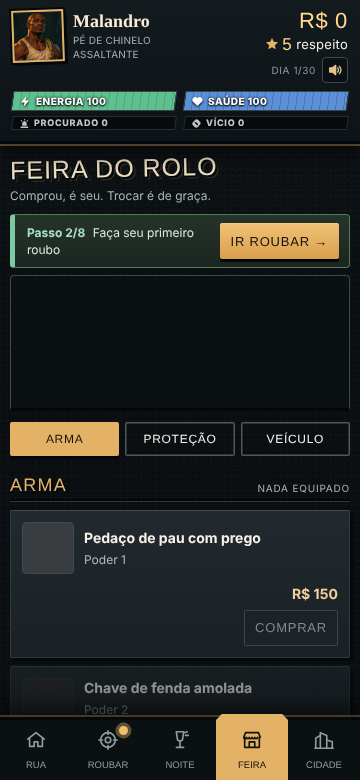 Malandro
PÉ DE CHINELO
ASSALTANTE
R$ 0
5 respeito
DIA 1/30
ENERGIA 100
SAÚDE 100
PROCURADO 0
VÍCIO 0
FEIRA DO ROLO
Comprou, é seu. Trocar é de graça.
Passo 2/8 Faça seu primeiro
roubo
IR ROUBAR →
ARMA
PROTEÇÃO
VEÍCULO
ARMA
NADA EQUIPADO
Pedaço de pau com prego
Poder 1
R$ 150
COMPRAR
Chave de fenda amolada
Poder 2
RUA
ROUBAR
NOITE
FEIRA
CIDADE